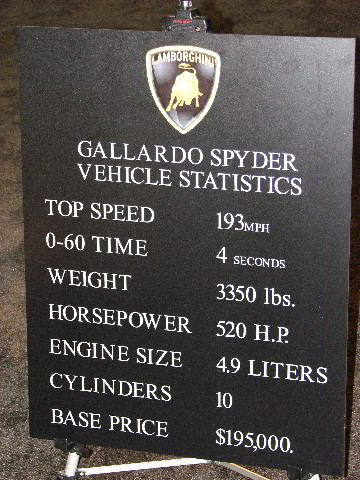 LAMBORGHINI
GALLARDO SPYDER
VEHICLE STATISTICS
TOP SPEED 193MPH
0-60 TIME 4 SECONDS
WEIGHT 3350 lbs.
HORSEPOWER 520 H.P.
ENGINE SIZE 4.9 LITERS
CYLINDERS 10
BASE PRICE $195,000.